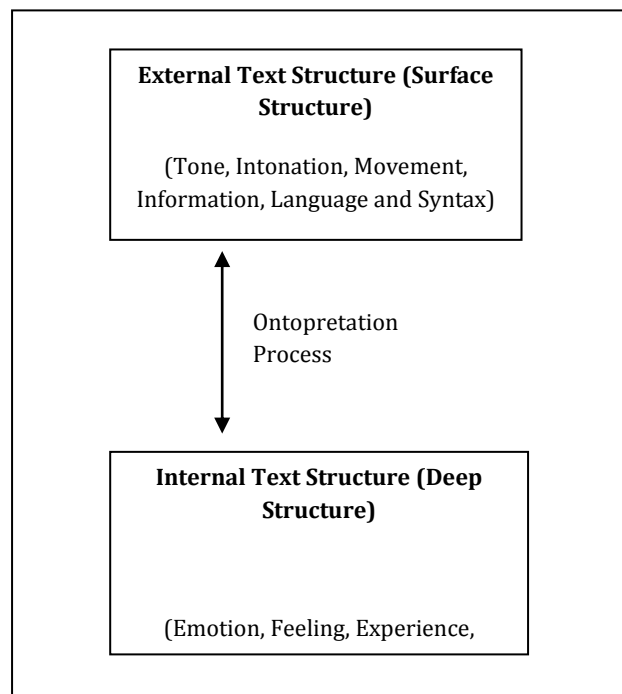 External Text Structure (Surface
Structure)
(Tone, Intonation, Movement,
Information, Language and Syntax)
Ontopretation
Process
Internal Text Structure (Deep
Structure)
(Emotion, Feeling, Experience,